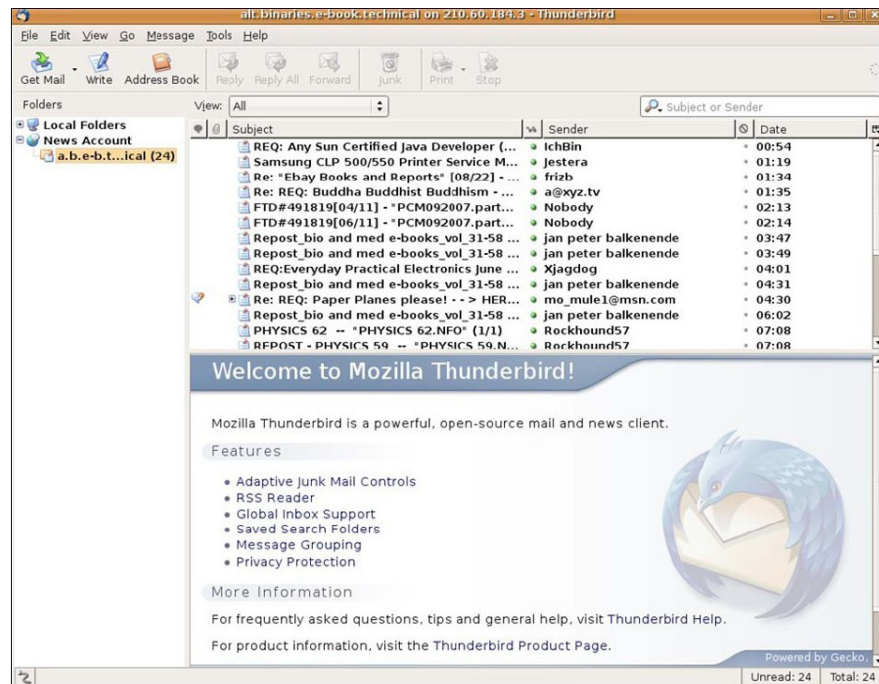 alt.binaries.e-book.technical on 210.60.184.3 - Thunderbird
File Edit View Go Message Tools Help
Get Mail Write Address Book Reply Reply All Forward Junk Print Stop
Folders View: All Subject or Sender
Local Folders
News Account
a.b.e-b.t...ical (24)
Subject Sender Date
REQ: Any Sun Certified Java Developer (... IchBin 00:54
Samsung CLP 500/550 Printer Service M... Jestera 01:19
Re: "Ebay Books and Reports" [08/22] - ... frizb 01:34
Re: REQ: Buddha Buddhist Buddhism - ... a@xyz.tv 01:35
FTD#491819[04/11] - "PCM092007.part... Nobody 02:13
FTD#491819[06/11] - "PCM092007.part... Nobody 02:14
Repost_bio and med e-books_vol_31-58 ... jan peter balkenende 03:47
Repost_bio and med e-books_vol_31-58 ... jan peter balkenende 03:49
REQ:Everyday Practical Electronics June ... Xjagdog 04:01
Repost_bio and med e-books_vol_31-58 ... jan peter balkenende 04:31
Re: REQ: Paper Planes please! - - > HER... mo_mule1@msn.com 04:30
Repost_bio and med e-books_vol_31-58 ... jan peter balkenende 06:02
PHYSICS 62 -- "PHYSICS 62.NFO" (1/1) Rockhound57 07:08
REPOST - PHYSICS 59 -- "PHYSICS 59.N... Rockhound57 07:08
Welcome to Mozilla Thunderbird!
Mozilla Thunderbird is a powerful, open-source mail and news client.
Features
Adaptive Junk Mail Controls
RSS Reader
Global Inbox Support
Saved Search Folders
Message Grouping
Privacy Protection
More Information
For frequently asked questions, tips and general help, visit Thunderbird Help.
For product information, visit the Thunderbird Product Page.
Powered by Gecko.
Unread: 24 Total: 24